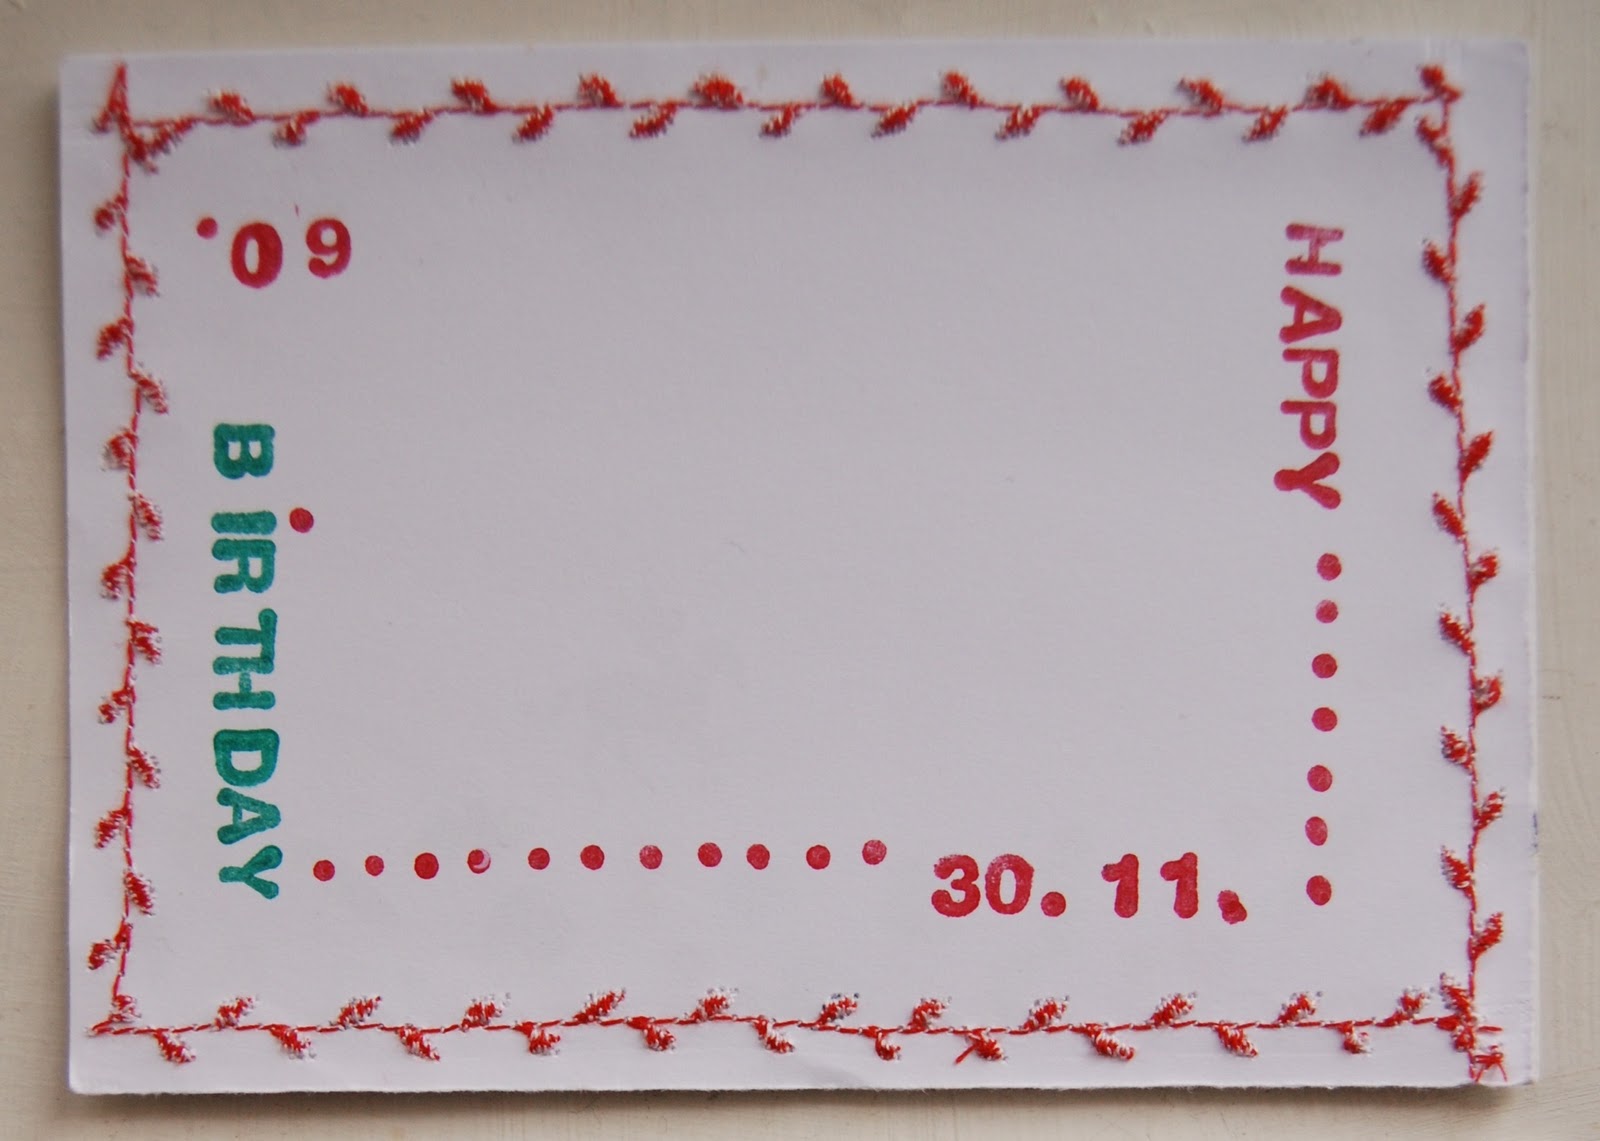 HAPPY
30. 11.
BiRTHDAY
.09